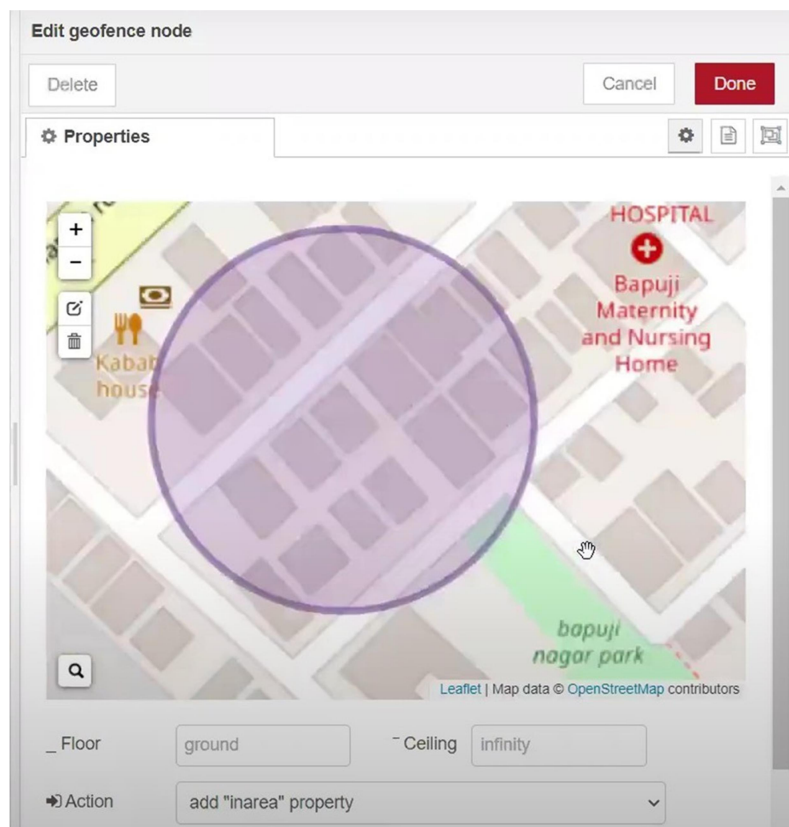 Edit geofence node
Delete
Cancel
Done
Properties
+
−
HOSPITAL
Bapuji
Maternity
and Nursing
Home
Kabab
house
bapuji
nagar park
Leaflet | Map data © OpenStreetMap contributors
_ Floor
ground
¯ Ceiling
infinity
Action
add "inarea" property